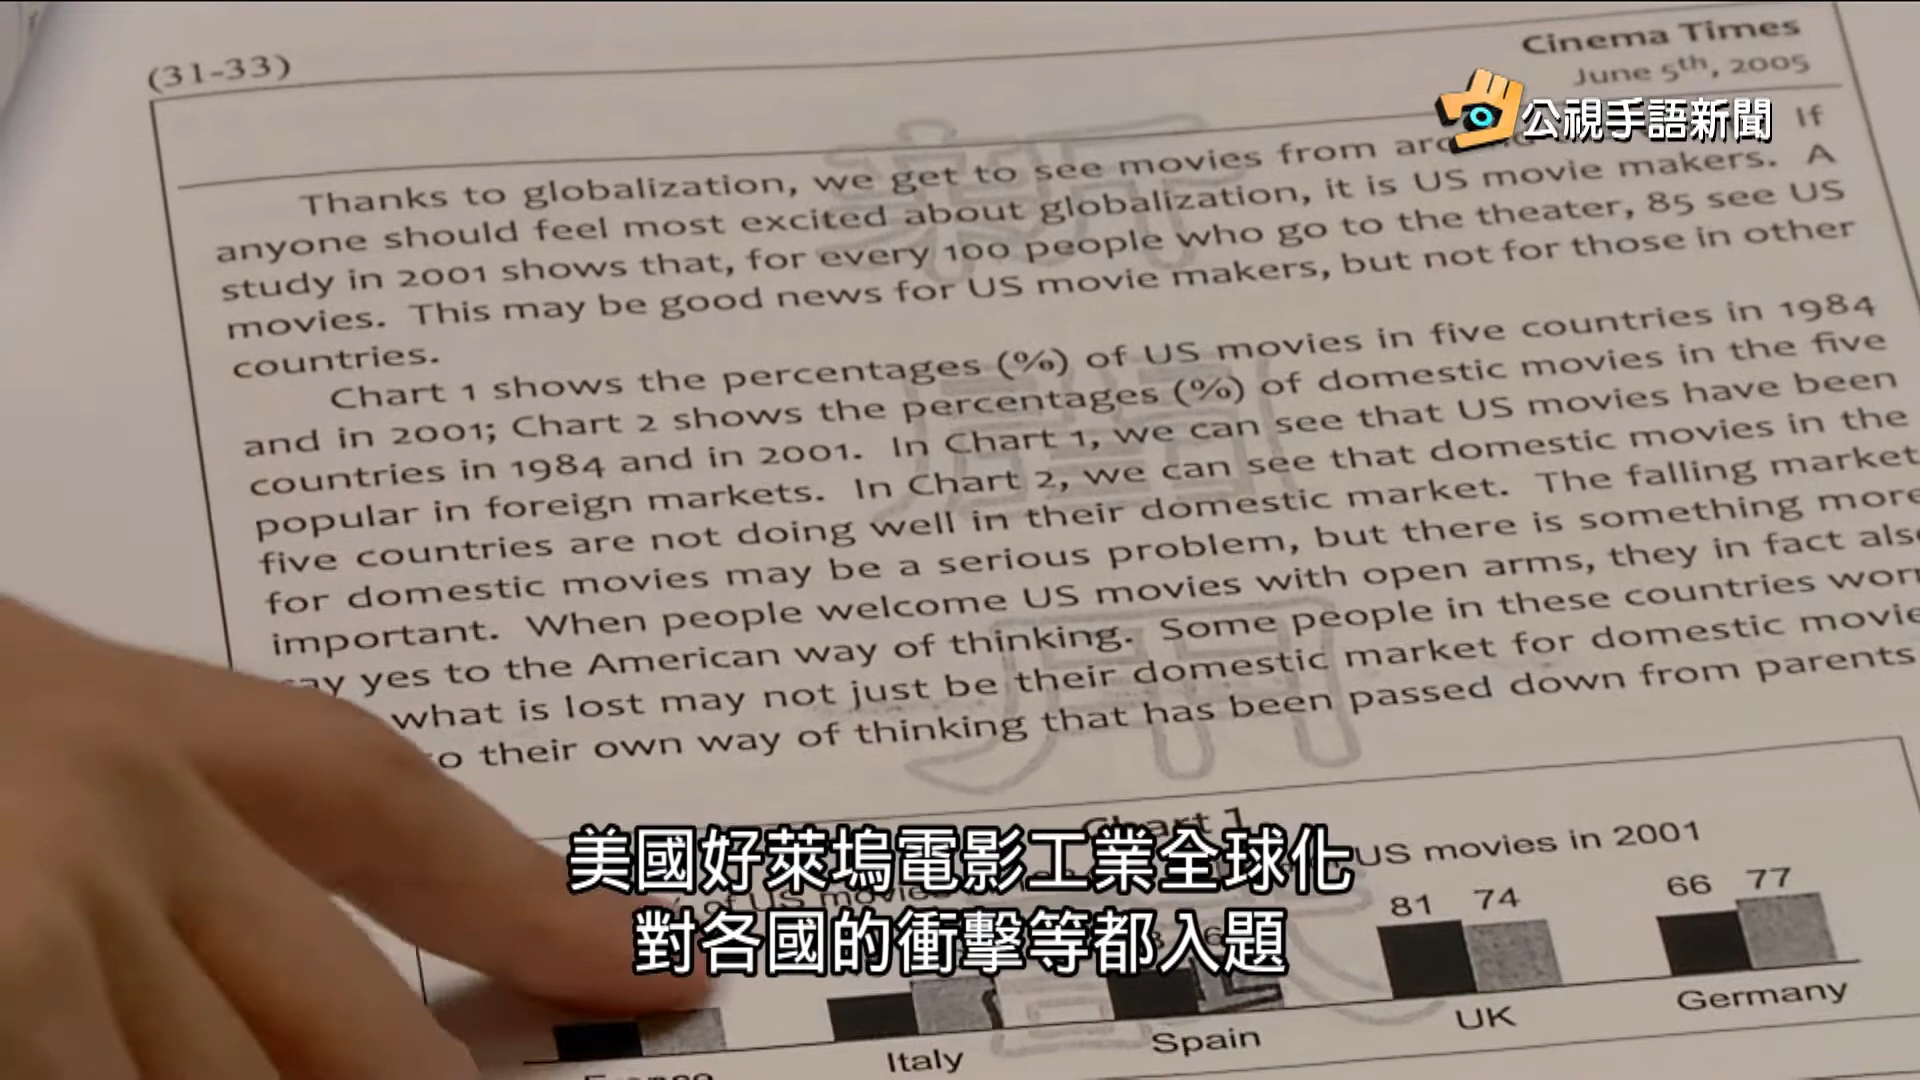 (31-33)
Cinema Times
June 5th, 2005
公視手語新聞
Thanks to globalization, we get to see movies from If
anyone should feel most excited about globalization, it is US movie makers. A
study in 2001 shows that, for every 100 people who go to the theater, 85 see US
movies. This may be good news for US movie makers, but not for those in other
countries.
Chart 1 shows the percentages (%) of US movies in five countries in 1984
and in 2001; Chart 2 shows the percentages (%) of domestic movies in the five
countries in 1984 and in 2001. In Chart 1, we can see that US movies have been
popular in foreign markets. In Chart 2, we can see that domestic movies in the
five countries are not doing well in their domestic market. The falling market
for domestic movies may be a serious problem, but there is something more
important. When people welcome US movies with open arms, they in fact also
say yes to the American way of thinking. Some people in these countries
what is lost may not just be their domestic market for domestic
their own way of thinking that has been passed down from parents
Chart 1
美國好萊塢電影工業全球化
對各國的衝擊等都入題
% of US movies
US movies in 2001
81 74
66 77
Italy
Spain
UK
Germany